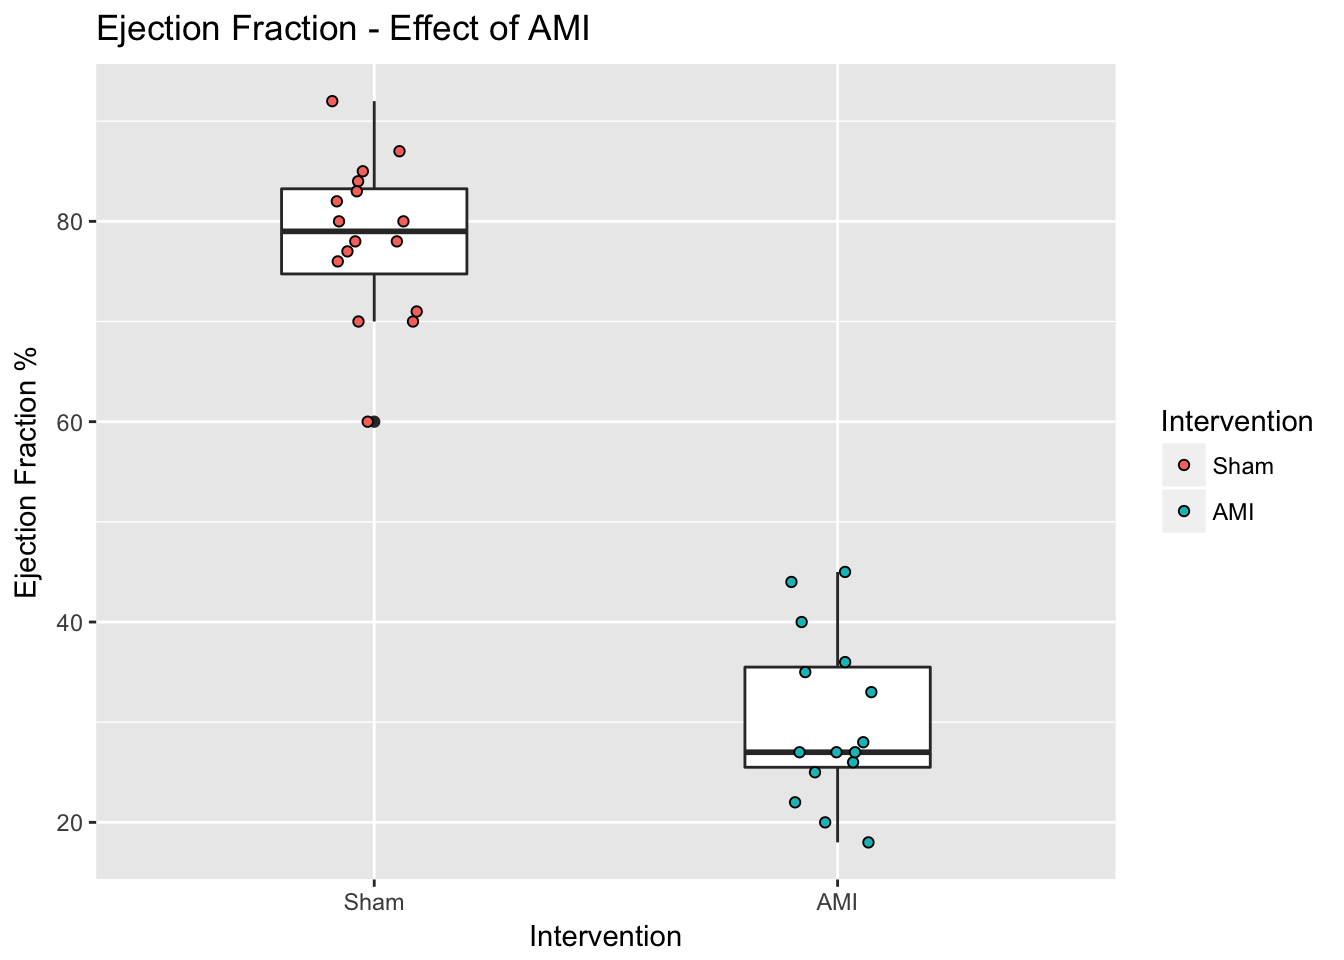 Ejection Fraction - Effect of AMI
Ejection Fraction %
80
60
40
20
Sham
AMI
Intervention
Intervention
Sham
AMI